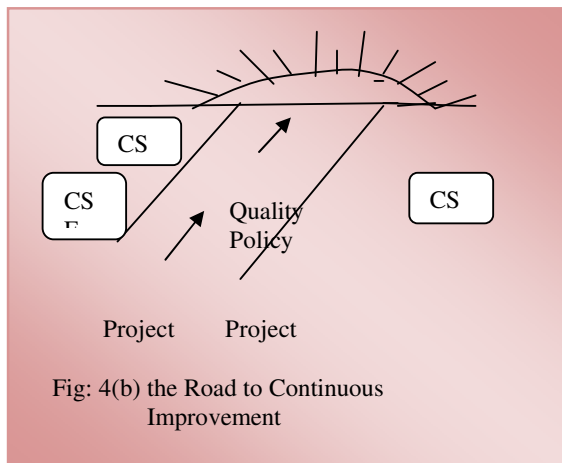 CS
CS
CS
Quality
Policy
Project Project
Fig: 4(b) the Road to Continuous
Improvement